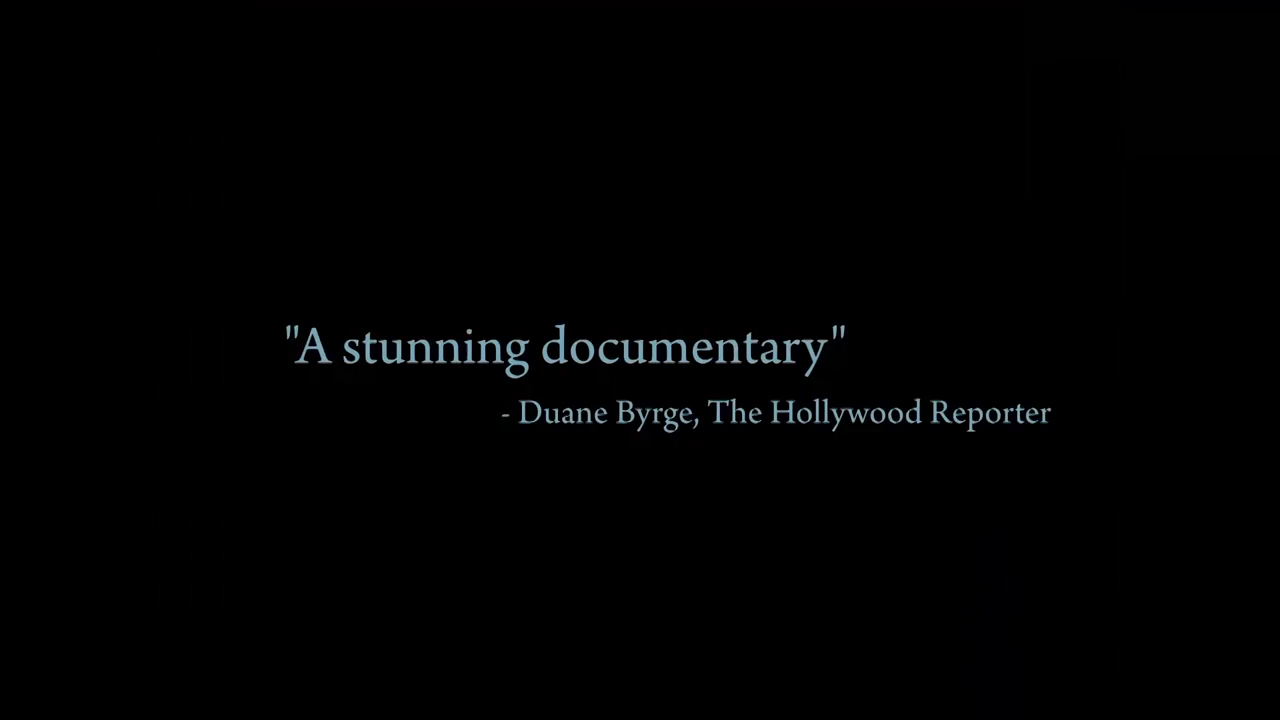 "A stunning documentary"
- Duane Byrge, The Hollywood Reporter